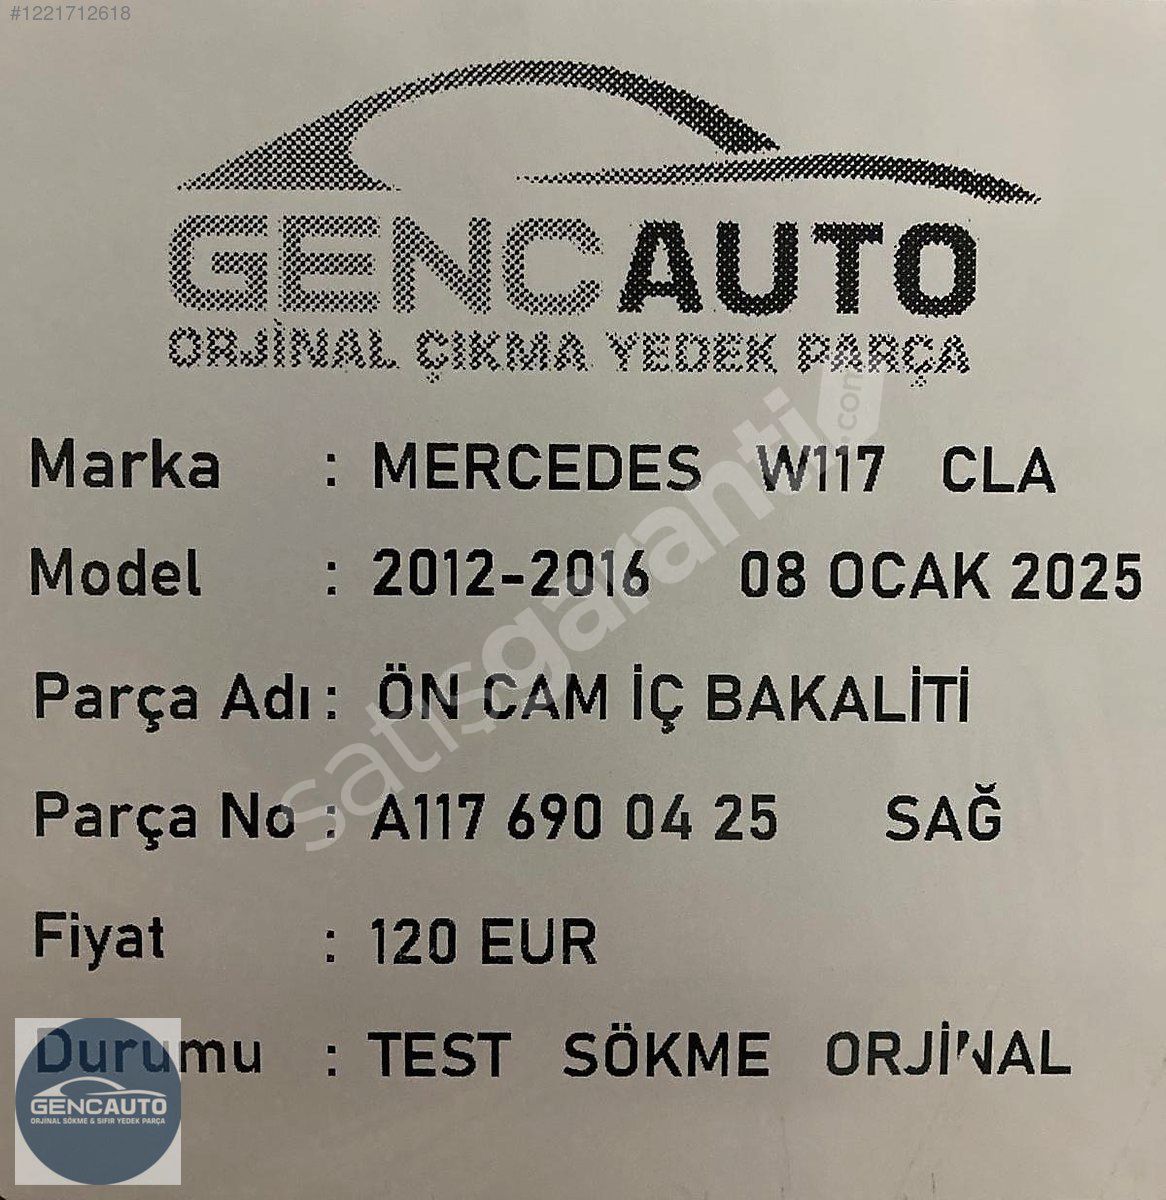 #1221712618
GENCAUTO
ORJİNAL ÇIKMA YEDEK PARÇA
Marka : MERCEDES W117 CLA
Model : 2012-2016 08 OCAK 2025
Parça Adı : ÖN CAM İÇ BAKALİTİ
Parça No : A117 690 04 25 SAĞ
Fiyat : 120 EUR
Durumu : TEST SÖKME ORJİNAL
satışgaranti.com
GENCAUTO
ORJİNAL SÖKME & SIFIR YEDEK PARÇA